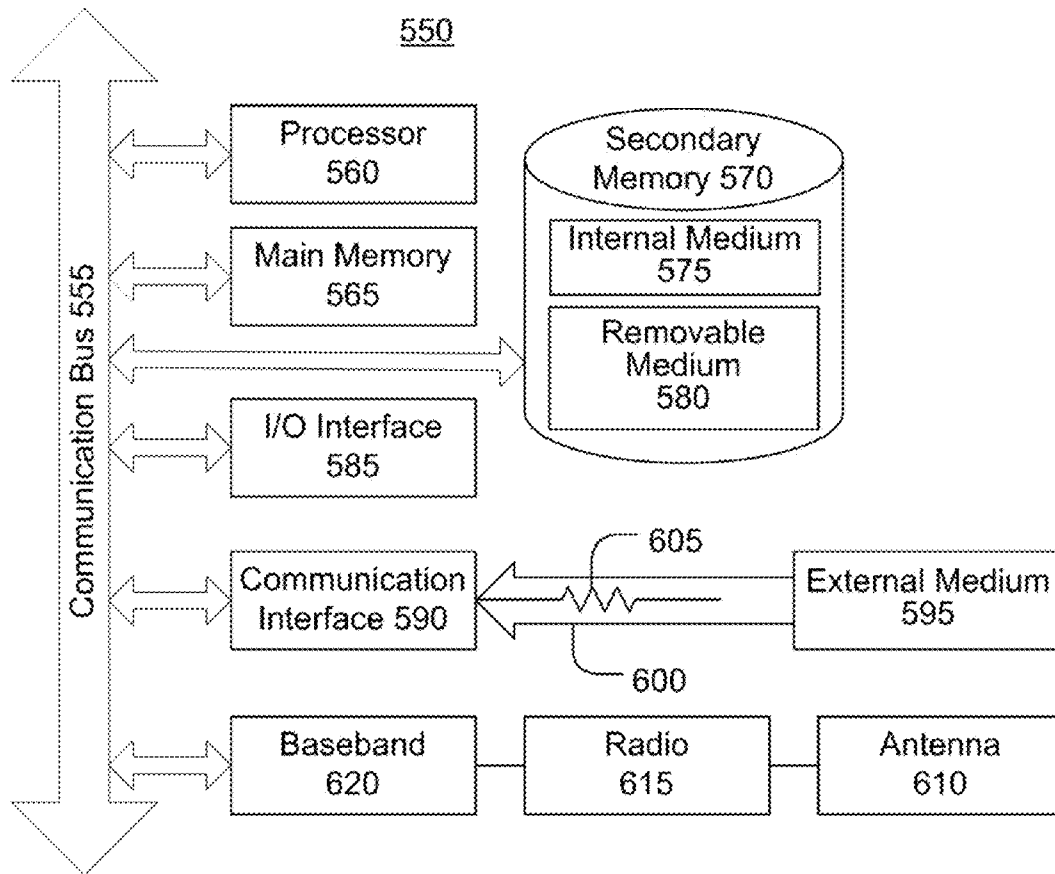 550
Communication Bus 555
Processor
560
Secondary
Memory 570
Main Memory
565
Internal Medium
575
Removable
Medium
580
I/O Interface
585
605
Communication
Interface 590
External Medium
595
600
Baseband
620
Radio
615
Antenna
610